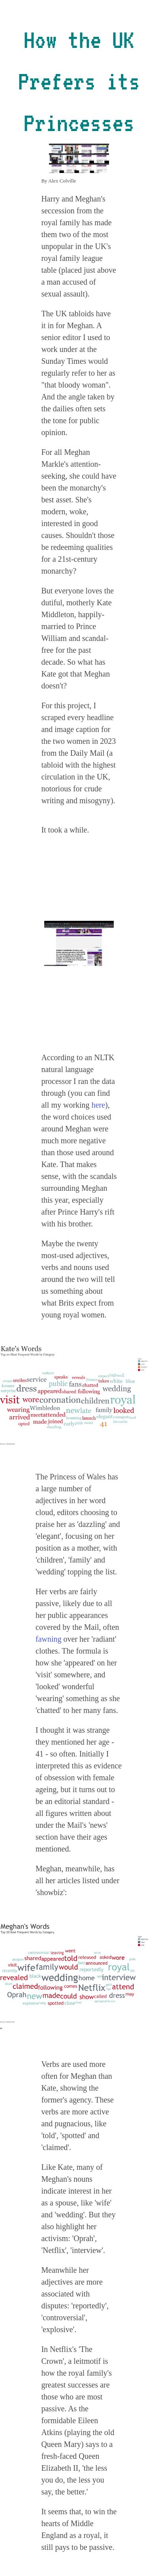 How the UK
Prefers its
Princesses
By Alex Colville
Harry and Meghan's
seccession from the
royal family has made
them two of the most
unpopular in the UK's
royal family league
table (placed just above
a man accused of
sexual assault).
The UK tabloids have
it in for Meghan. A
senior editor I used to
work under at the
Sunday Times would
regularly refer to her as
"that bloody woman".
And the angle taken by
the dailies often sets
the tone for public
opinion.
For all Meghan
Markle's attention-
seeking, she could have
been the monarchy's
best asset. She's
modern, woke,
interested in good
causes. Shouldn't those
be redeeming qualities
for a 21st-century
monarchy?
But everyone loves the
dutiful, motherly Kate
Middleton, happily-
married to Prince
William and scandal-
free for the past
decade. So what has
Kate got that Meghan
doesn't?
For this project, I
scraped every headline
and image caption for
the two women in 2023
from the Daily Mail (a
tabloid with the highest
circulation in the UK,
notorious for crude
writing and misogyny).
It took a while.
According to an NLTK
natural language
processor I ran the data
through (you can find
all my working here),
the word choices used
around Meghan were
much more negative
than those used around
Kate. That makes
sense, with the scandals
surrounding Meghan
this year, especially
after Prince Harry's rift
with his brother.
Maybe the twenty
most-used adjectives,
verbs and nouns used
around the two will tell
us something about
what Brits expect from
young royal women.
Kate's Words
Top 20 Most Frequent Words by Category
speaks reveals
smiles service public fans chatted
dress appeared shared following wedding
visit wore coronation children royal
wearing Wimbledon new late family looked
arrived meet attended launch elegant
opted made joined early 41
The Princess of Wales has
a large number of
adjectives in her word
cloud, editors choosing to
praise her as 'dazzling' and
'elegant', focusing on her
position as a mother, with
'children', 'family' and
'wedding' topping the list.
Her verbs are fairly
passive, likely due to all
her public appearances
covered by the Mail, often
fawning over her 'radiant'
clothes. The formula is
how she 'appeared' on her
'visit' somewhere, and
'looked' wonderful
'wearing' something as she
'chatted' to her many fans.
I thought it was strange
they mentioned her age -
41 - so often. Initially I
interpreted this as evidence
of obsession with female
ageing, but it turns out to
be an editorial standard -
all figures written about
under the Mail's 'news'
section have their ages
mentioned.
Meghan, meanwhile, has
all her articles listed under
'showbiz':
Meghan's Words
Top 20 Most Frequent Words by Category
went
shared appeared told released asked wore
visit wife family would announced reportedly royal
revealed black wedding home interview
claimed following comes Netflix attend
Oprah new made could show called dress may
spotted
Verbs are used more
often for Meghan than
Kate, showing the
former's agency. These
verbs are more active
and pugnacious, like
'told', 'spotted' and
'claimed'.
Like Kate, many of
Meghan's nouns
indicate interest in her
as a spouse, like 'wife'
and 'wedding'. But they
also highlight her
activism: 'Oprah',
'Netflix', 'interview'.
Meanwhile her
adjectives are more
associated with
disputes: 'reportedly',
'controversial',
'explosive'.
In Netflix's 'The
Crown', a leitmotif is
how the royal family's
greatest successes are
those who are most
passive. As the
formidable Eileen
Atkins (playing the old
Queen Mary) says to a
fresh-faced Queen
Elizabeth II, 'the less
you do, the less you
say, the better.'
It seems that, to win the
hearts of Middle
England as a royal, it
still pays to be passive.